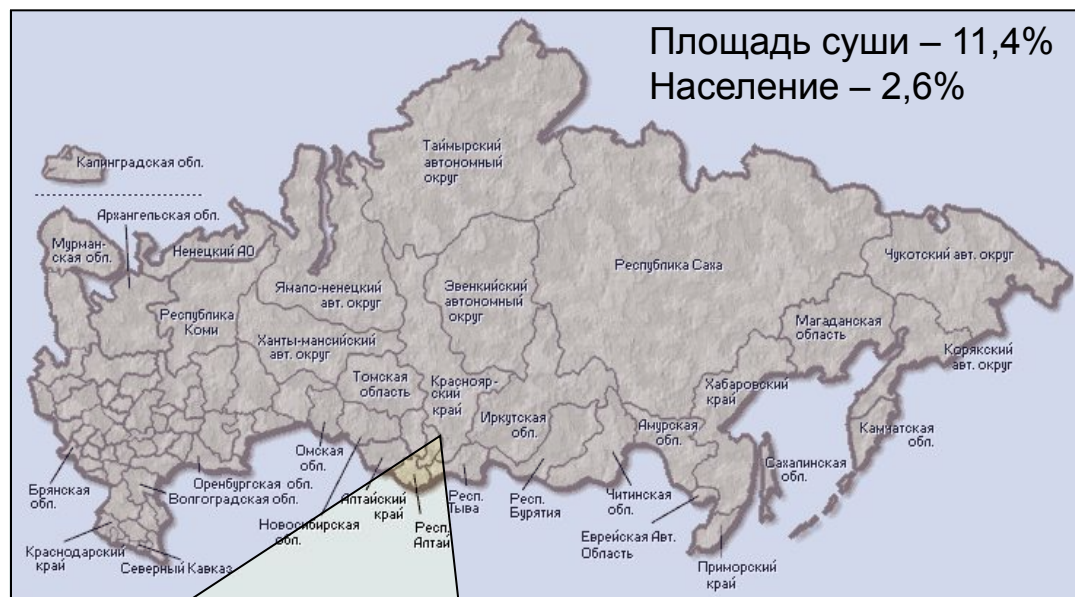 Площадь суши – 11,4%
Население – 2,6%
Калининградская обл.
Таймырский
автономный
округ
Архангельская обл.
Мурман-
ская обл.
Ненецкий АО
Чукотский авт. округ
Республика Саха
Ямало-ненецкий
авт. округ
Эвенкийский
автономный
округ
Республика
Коми
Магаданская
область
Ханты-мансийский
авт. округ
Корякский
авт. округ
Томская
область
Краснояр-
ский
край
Хабаровский
край
Иркутская
обл.
Амурская
обл.
Камчатская
обл.
Омская
обл.
Сахалинская
обл.
Брянская
обл.
Оренбургская обл.
Волгоградская обл.
Алтайский
край
Респ.
Тыва
Респ.
Бурятия
Читинская
обл.
Новосибирская
обл.
Респ.
Алтай
Еврейская Авт.
Область
Краснодарский
край
Северный Кавказ
Приморский
край